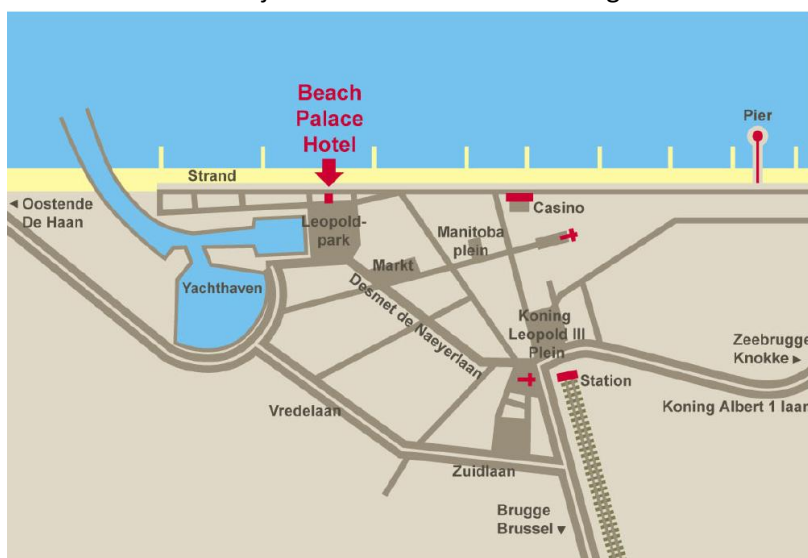 Beach
Palace
Hotel
Pier
Strand
◄ Oostende
De Haan
Leopold-
park
Casino
Manitoba
plein
Markt
Yachthaven
Desmet de Naeyerlaan
Koning
Leopold III
Plein
Zeebrugge
Knokke ►
Station
Koning Albert 1 laan
Vredelaan
Zuidlaan
Brugge
Brussel ▼